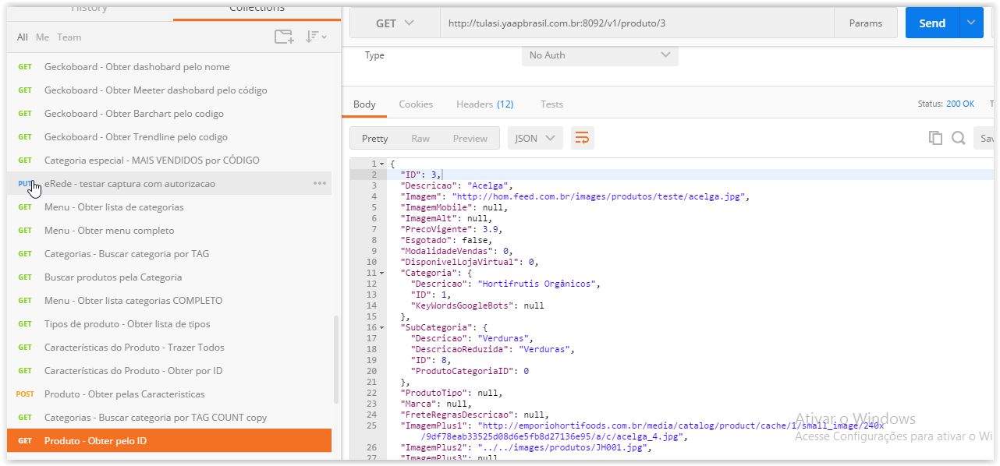 History Collections
All Me Team
GET Geckoboard - Obter dashobard pelo nome
GET Geckoboard - Obter Meeter dashobard pelo código
GET Geckoboard - Obter Barchart pelo codigo
GET Geckoboard - Obter Trendline pelo codigo
GET Categoria especial - MAIS VENDIDOS por CÓDIGO
PUT eRede - testar captura com autorizacao
GET Menu - Obter lista de categorias
GET Menu - Obter menu completo
GET Categorias - Buscar categoria por TAG
GET Buscar produtos pela Categoria
GET Menu - Obter lista categorias COMPLETO
GET Tipos de produto - Obter lista de tipos
GET Características do Produto - Trazer Todos
GET Características do Produto - Obter por ID
POST Produto - Obter pelas Caracteristicas
GET Categorias - Buscar categoria por TAG COUNT copy
GET Produto - Obter pelo ID
GET http://tulasi.yaapbrasil.com.br:8092/v1/produto/3 Params Send
Type No Auth
Body Cookies Headers (12) Tests Status: 200 OK T
Pretty Raw Preview JSON Sav
1 {
2 "ID": 3,
3 "Descricao": "Acelga",
4 "Imagem": "http://hom.feed.com.br/images/produtos/teste/acelga.jpg",
5 "ImagemMobile": null,
6 "ImagemAlt": null,
7 "PrecoVigente": 3.9,
8 "Esgotado": false,
9 "ModalidadeVendas": 0,
10 "DisponivelLojaVirtual": 0,
11 "Categoria": {
12 "Descricao": "Hortifrutis Orgânicos",
13 "ID": 1,
14 "KeyWordsGoogleBots": null
15 },
16 "SubCategoria": {
17 "Descricao": "Verduras",
18 "DescricaoReduzida": "Verduras",
19 "ID": 8,
20 "ProdutoCategoriaID": 0
21 },
22 "ProdutoTipo": null,
23 "Marca": null,
24 "FreteRegrasDescricao": null,
25 "ImagemPlus1": "http://emporiohortifoods.com.br/media/catalog/product/cache/1/small_image/240x
/9df78eab33525d08d6e5fb8d27136e95/a/c/acelga_4.jpg",
26 "ImagemPlus2": "../../images/produtos/JH001.jpg",
27 "ImagemPlus3": null
Ativar o Windows
Acesse Configurações para ativar o Wi